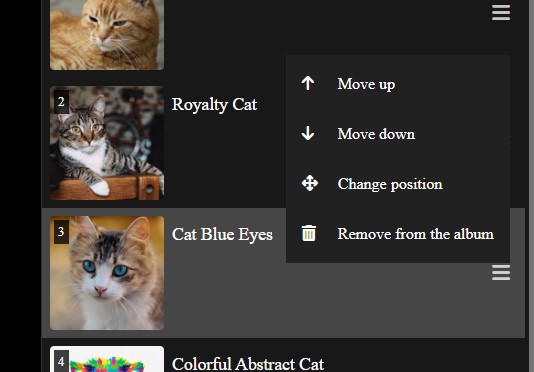 2
Royalty Cat
Move up
Move down
Change position
Remove from the album
3
Cat Blue Eyes
4
Colorful Abstract Cat